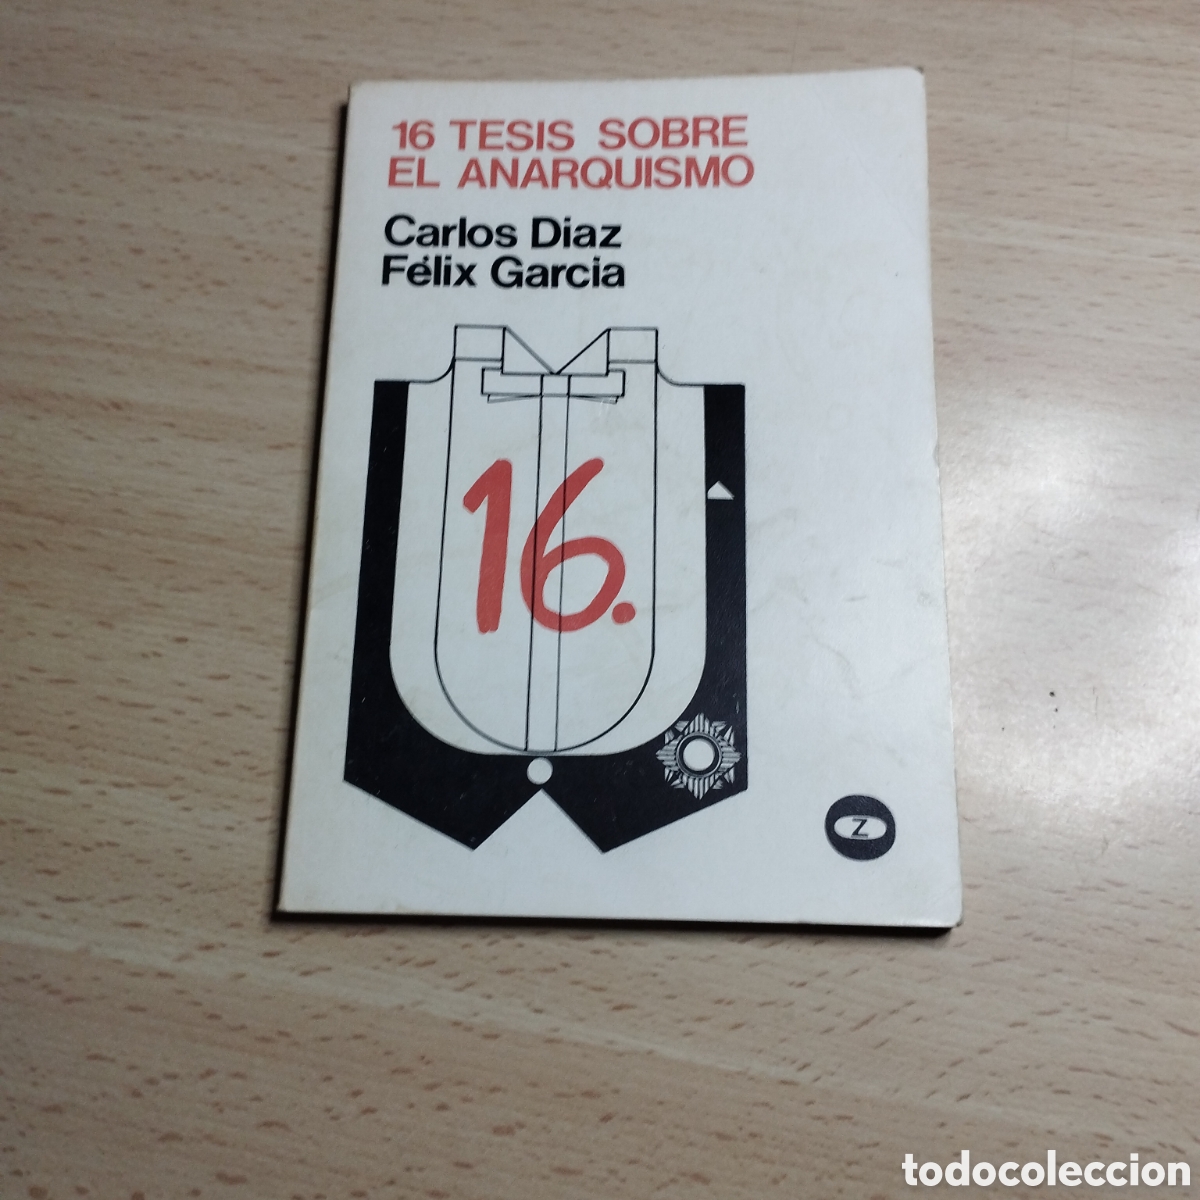 16 TESIS SOBRE
EL ANARQUISMO
Carlos Diaz
Félix Garcia
16.
Z
todocoleccion